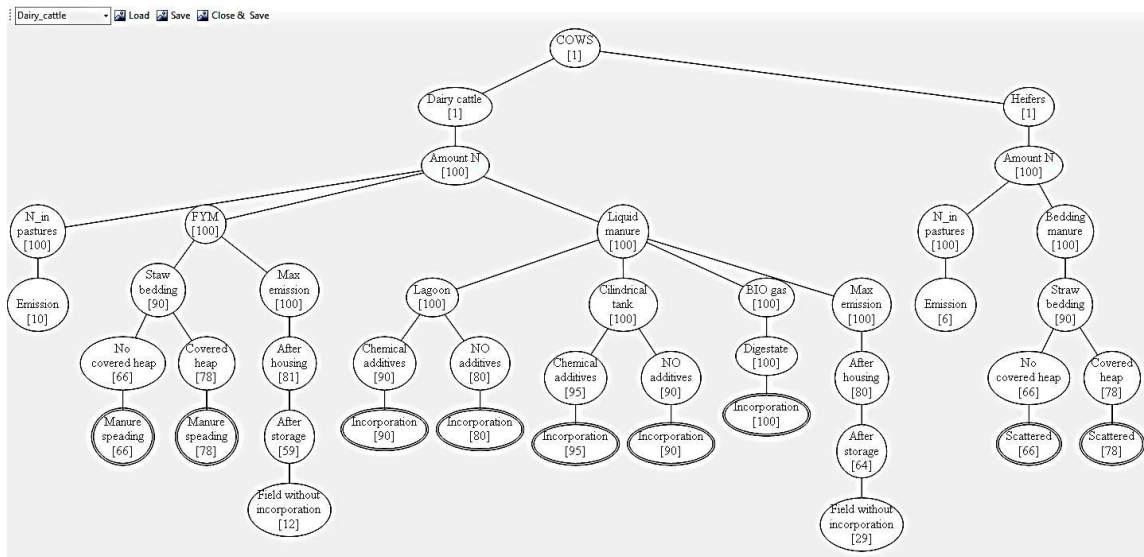 Dairy_cattle Load Save Close & Save
COWS
[1]
Dairy cattle
[1]
Heifers
[1]
Amount N
[100]
Amount N
[100]
N_in
pastures
[100]
FYM
[100]
Liquid
manure
[100]
N_in
pastures
[100]
Bedding
manure
[100]
Emission
[10]
Staw
bedding
[90]
Max
emission
[100]
Lagoon
[100]
Cilindrical
tank
[100]
BIO gas
[100]
Max
emission
[100]
Emission
[6]
Straw
bedding
[90]
No
covered heap
[66]
Covered
heap
[78]
After
housing
[81]
Chemical
additives
[90]
NO
additives
[80]
Chemical
additives
[95]
NO
additives
[90]
Digestate
[100]
After
housing
[80]
No
covered heap
[66]
Covered
heap
[78]
Manure
speading
[66]
Manure
speading
[78]
After
storage
[59]
Incorporation
[90]
Incorporation
[80]
Incorporation
[95]
Incorporation
[90]
Incorporation
[100]
After
storage
[64]
Scattered
[66]
Scattered
[78]
Field without
incorporation
[12]
Field without
incorporation
[29]